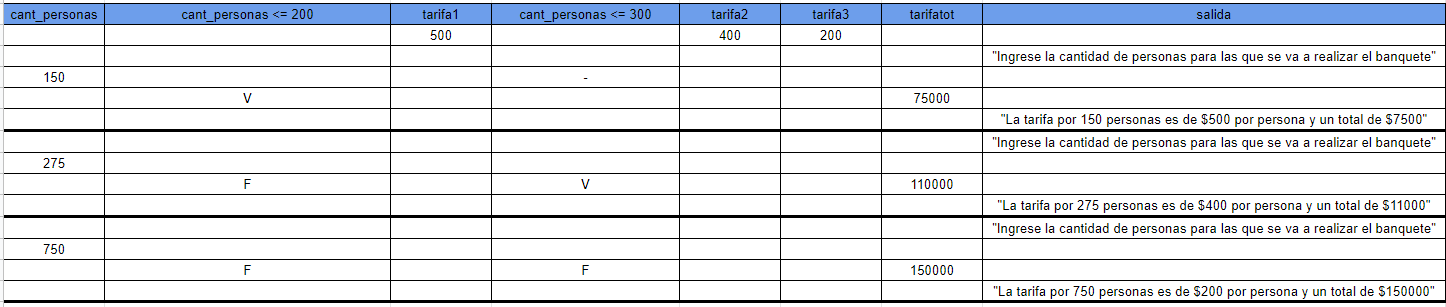 cant_personas cant_personas <= 200 tarifa1 cant_personas <= 300 tarifa2 tarifa3 tarifatot salida
500 400 200
"Ingrese la cantidad de personas para las que se va a realizar el banquete"
150 -
V 75000
"La tarifa por 150 personas es de $500 por persona y un total de $7500"
"Ingrese la cantidad de personas para las que se va a realizar el banquete"
275
F V 110000
"La tarifa por 275 personas es de $400 por persona y un total de $11000"
"Ingrese la cantidad de personas para las que se va a realizar el banquete"
750
F F 150000
"La tarifa por 750 personas es de $200 por persona y un total de $150000"